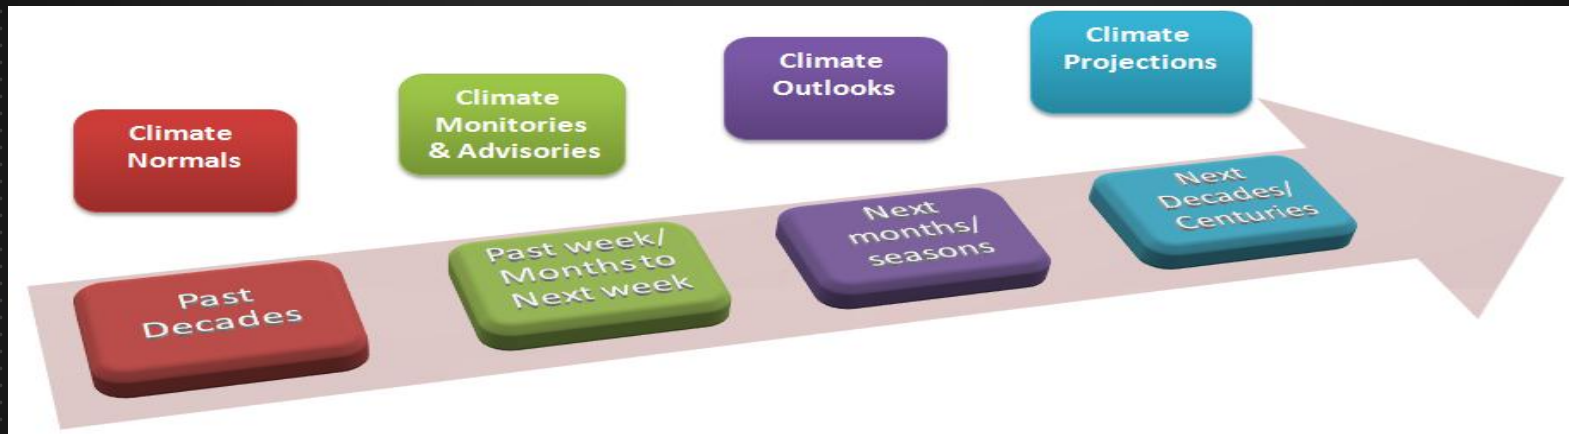 Climate
Normals
Climate
Monitories
& Advisories
Climate
Outlooks
Climate
Projections
Past
Decades
Past week/
Months to
Next week
Next
months/
seasons
Next
Decades/
Centuries